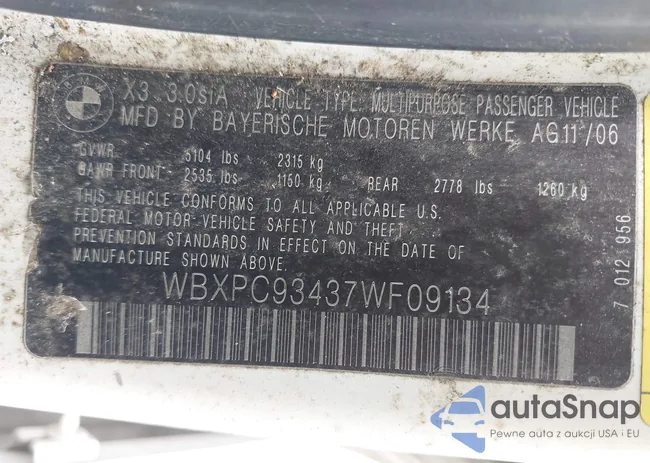 X3 3.0siA VEHICLE TYPE: MULTIPURPOSE PASSENGER VEHICLE
MFD BY BAYERISCHE MOTOREN WERKE AG 11/06
GVWR 5104 lbs 2315 kg
GAWR FRONT: 2535 lbs 1150 kg REAR 2778 lbs 1260 kg
THIS VEHICLE CONFORMS TO ALL APPLICABLE U.S.
FEDERAL MOTOR-VEHICLE SAFETY AND THEFT
PREVENTION STANDARDS IN EFFECT ON THE DATE OF
MANUFACTURE SHOWN ABOVE.
WBXPC93437WF09134
7 012 956
autaSnap
Pewne auta z aukcji USA i EU